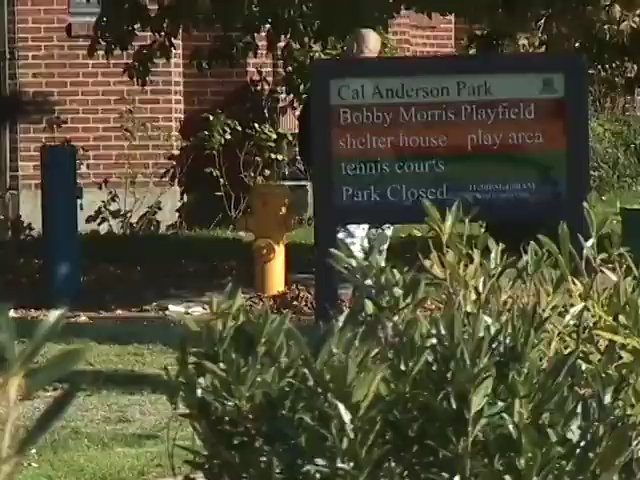 Cal Anderson Park
Bobby Morris Playfield
shelter house play area
tennis courts
Park Closed